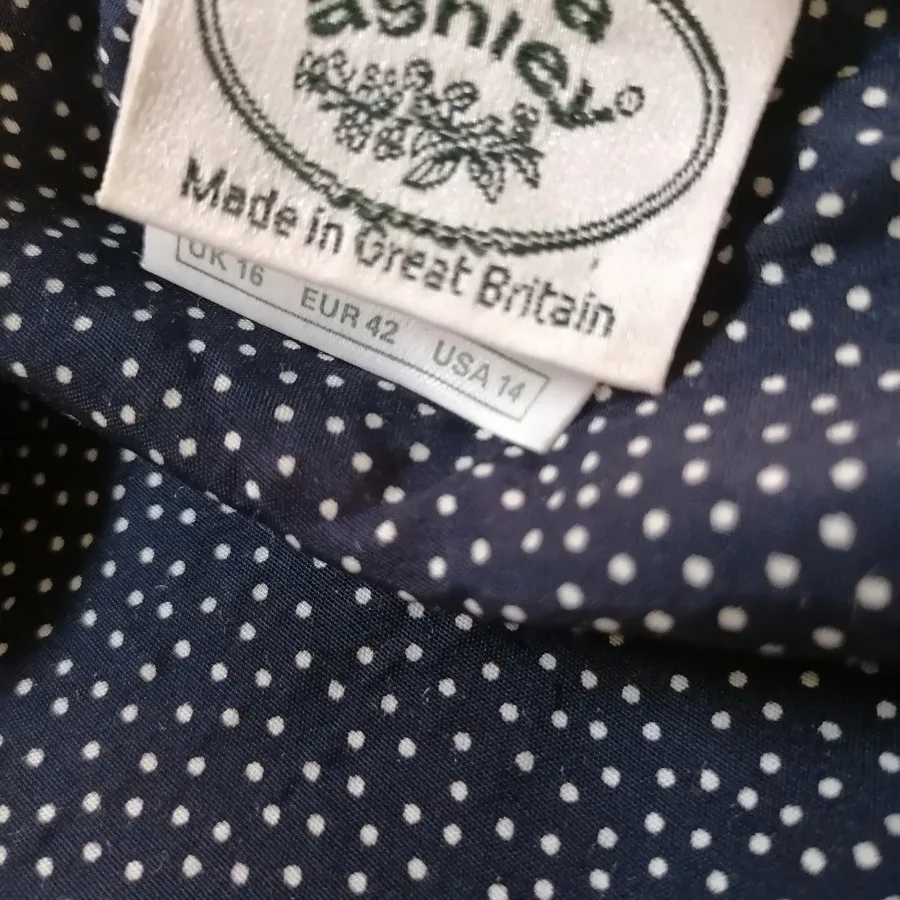 ashley®
Made in Great Britain
UK 16 EUR 42 USA 14